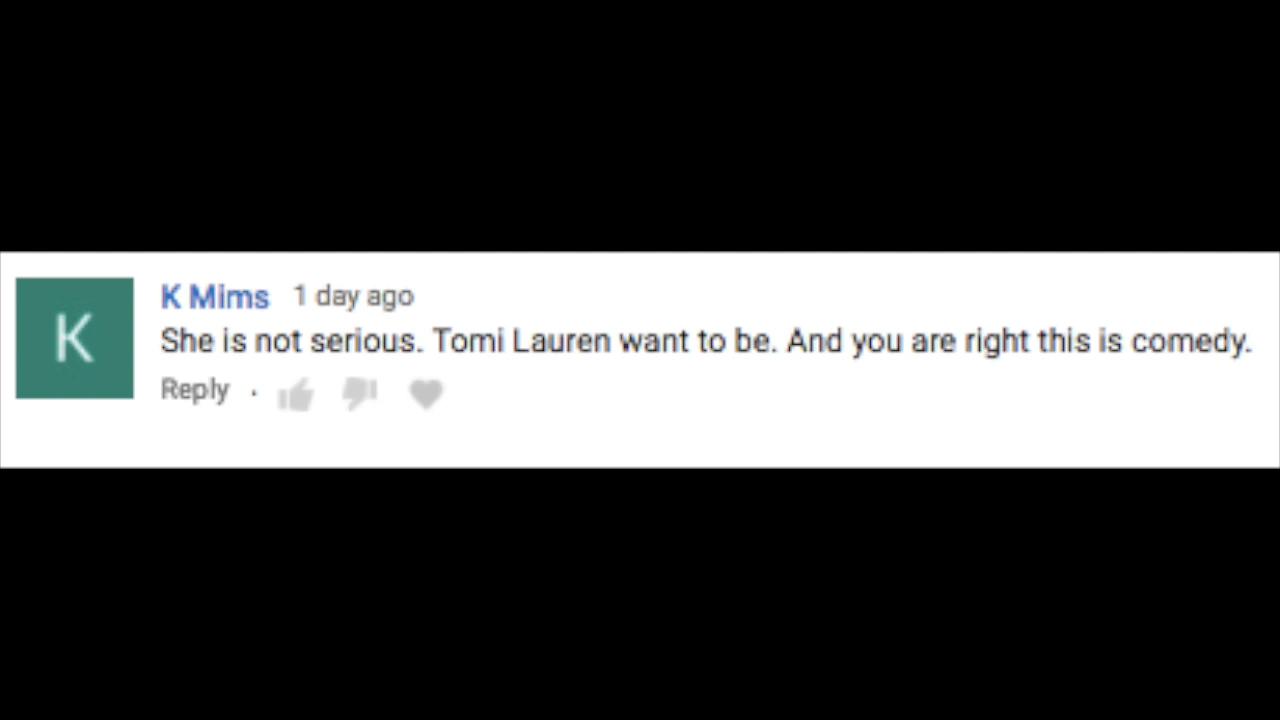 K
K Mims 1 day ago
She is not serious. Tomi Lauren want to be. And you are right this is comedy.
Reply ·